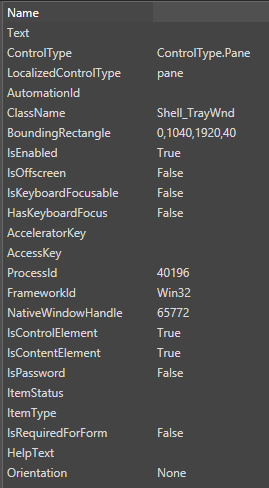 Name
Text
ControlType ControlType.Pane
LocalizedControlType pane
AutomationId
ClassName Shell_TrayWnd
BoundingRectangle 0,1040,1920,40
IsEnabled True
IsOffscreen False
IsKeyboardFocusable False
HasKeyboardFocus False
AcceleratorKey
AccessKey
ProcessId 40196
FrameworkId Win32
NativeWindowHandle 65772
IsControlElement True
IsContentElement True
IsPassword False
ItemStatus
ItemType
IsRequiredForForm False
HelpText
Orientation None